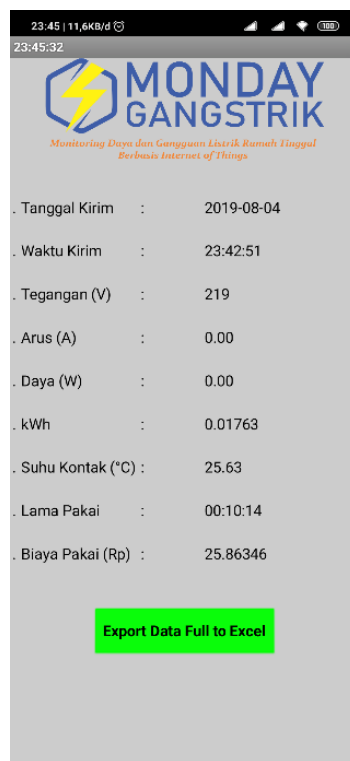 23:45 | 11,6KB/d
100
23:45:32
MONDAY
GANGSTRIK
Monitoring Daya dan Gangguan Listrik Rumah Tinggal
Berbasis Internet of Things
. Tanggal Kirim : 2019-08-04
. Waktu Kirim : 23:42:51
. Tegangan (V) : 219
. Arus (A) : 0.00
. Daya (W) : 0.00
. kWh : 0.01763
. Suhu Kontak (°C) : 25.63
. Lama Pakai : 00:10:14
. Biaya Pakai (Rp) : 25.86346
Export Data Full to Excel